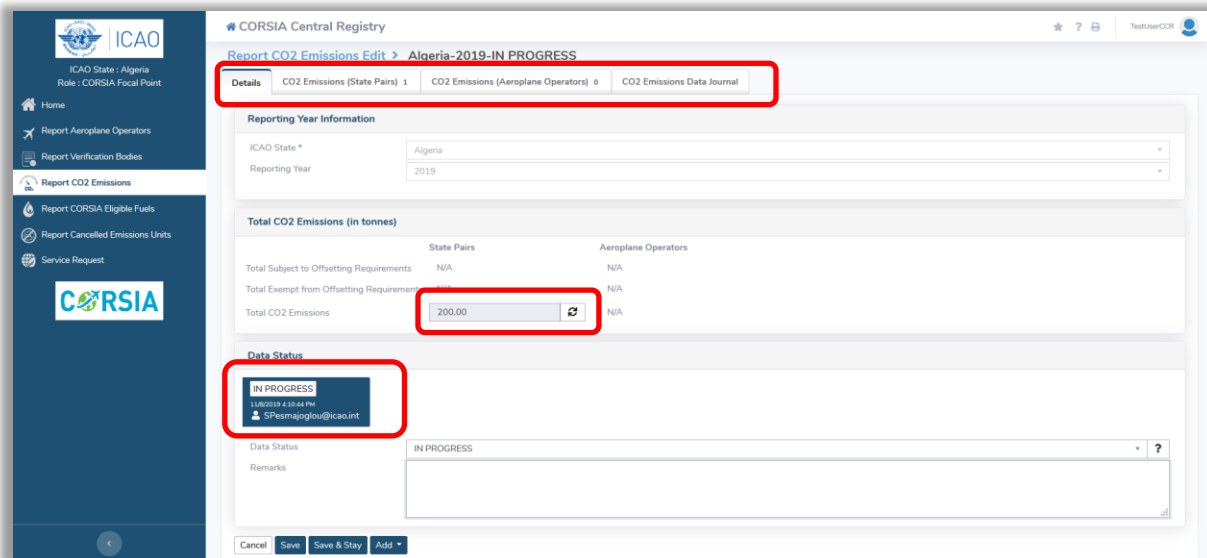 ICAO
ICAO State : Algeria
Role : CORSIA Focal Point
Home
Report Aeroplane Operators
Report Verification Bodies
CO₂
Report CO2 Emissions
Report CORSIA Eligible Fuels
Report Cancelled Emissions Units
Service Request
CORSIA
CORSIA Central Registry
? TestUserCCR
Report CO2 Emissions Edit > Algeria-2019-IN PROGRESS
Details CO2 Emissions (State Pairs) 1 CO2 Emissions (Aeroplane Operators) 0 CO2 Emissions Data Journal
Reporting Year Information
ICAO State * Algeria
Reporting Year 2019
Total CO2 Emissions (in tonnes)
State Pairs Aeroplane Operators
Total Subject to Offsetting Requirements N/A N/A
Total Exempt from Offsetting Requirement N/A N/A
Total CO2 Emissions 200.00 N/A
Data Status
IN PROGRESS
11/8/2019 4:10:44 PM
SPesmajoglou@icao.int
Data Status IN PROGRESS ?
Remarks
Cancel Save Save & Stay Add